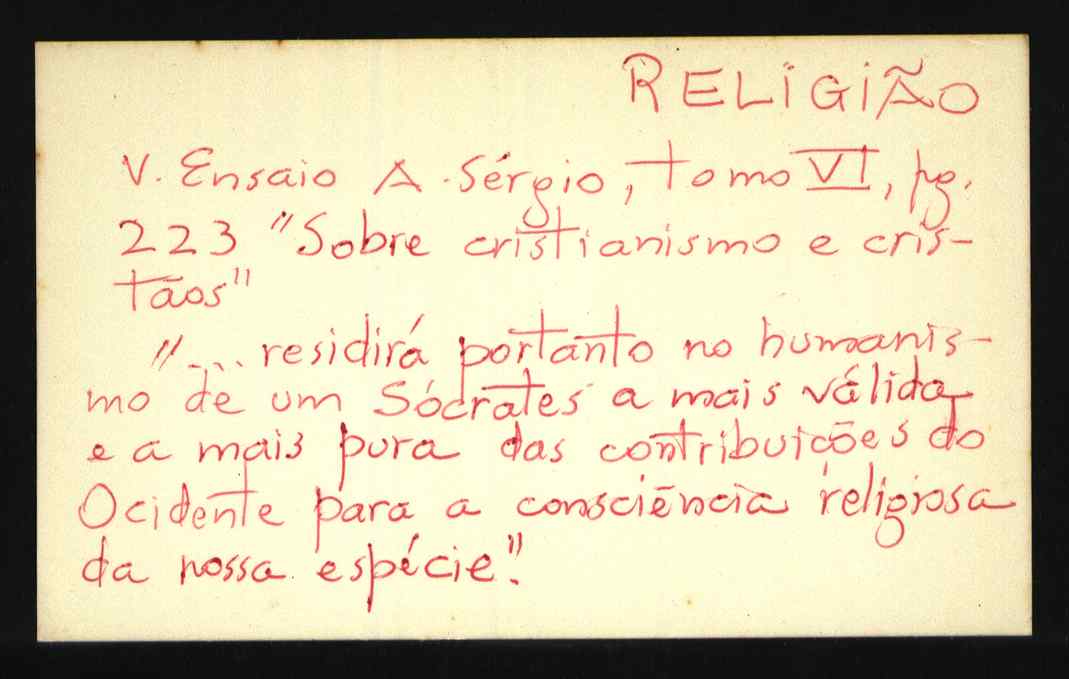 RELIGIÃO
V. Ensaio A. Sérgio, tomo VI, pg.
223 "Sobre cristianismo e cris-
tãos"
"... residirá portanto no humanis-
mo de um Sócrates a mais válida
e a mais pura das contribuições do
Ocidente para a consciência religiosa
da nossa espécie".